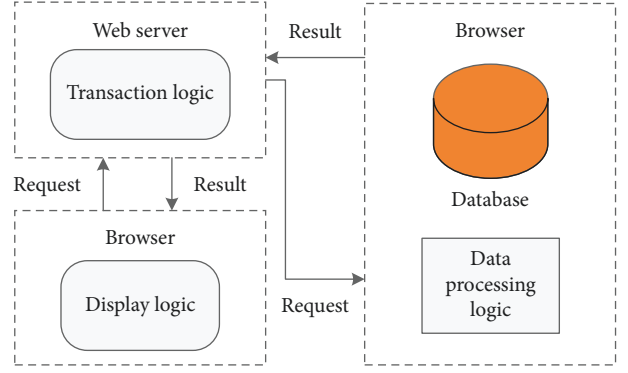 Web server
Transaction logic
Request
Result
Browser
Display logic
Result
Request
Browser
Database
Data
processing
logic